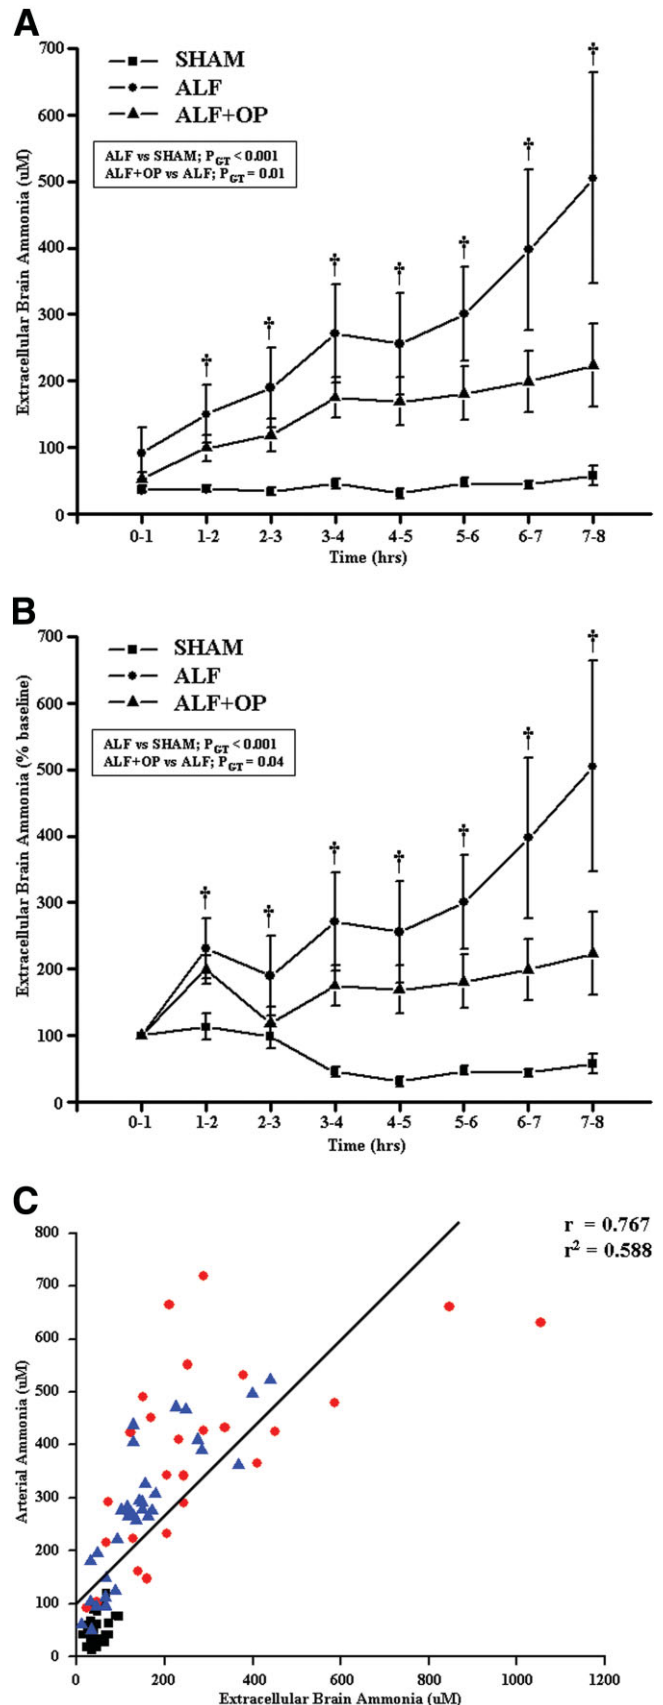 A
700
600
500
400
300
200
100
0
Extracellular Brain Ammonia (uM)
SHAM
ALF
ALF+OP
ALF vs SHAM; PGT < 0.001
ALF+OP vs ALF; PGT = 0.01
† † † † † † †
0-1 1-2 2-3 3-4 4-5 5-6 6-7 7-8
Time (hrs)
B
700
600
500
400
300
200
100
0
Extracellular Brain Ammonia (% baseline)
SHAM
ALF
ALF+OP
ALF vs SHAM; PGT < 0.001
ALF+OP vs ALF; PGT = 0.04
† † † † † † †
0-1 1-2 2-3 3-4 4-5 5-6 6-7 7-8
Time (hrs)
C
r = 0.767
r² = 0.588
800
700
600
500
400
300
200
100
0
Arterial Ammonia (uM)
0 200 400 600 800 1000 1200
Extracellular Brain Ammonia (uM)